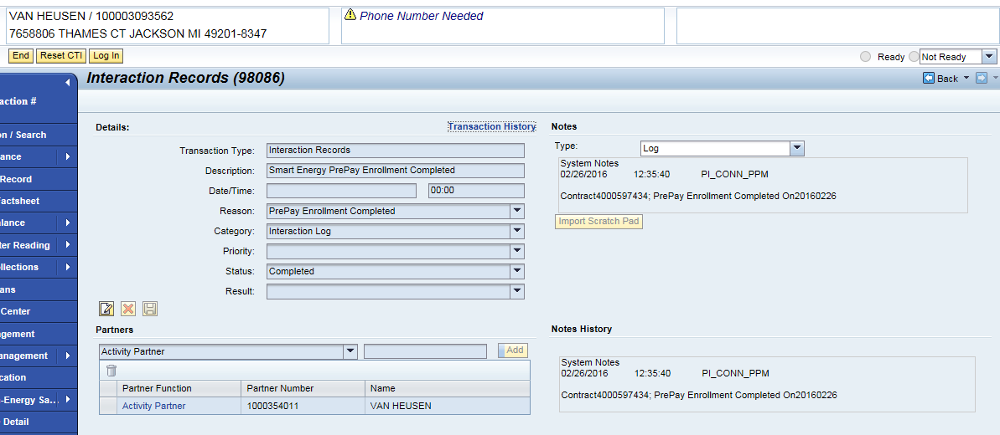 VAN HEUSEN / 100003093562
7658806 THAMES CT JACKSON MI 49201-8347
Phone Number Needed
End
Reset CTI
Log In
Ready
Not Ready
Interaction Records (98086)
Back
action #
on / Search
ance
Record
actsheet
lance
ter Reading
llections
ans
Center
gement
anagement
cation
-Energy Sa...
Detail
Details:
Transaction History
Transaction Type:
Interaction Records
Description:
Smart Energy PrePay Enrollment Completed
Date/Time:
00:00
Reason:
PrePay Enrollment Completed
Category:
Interaction Log
Priority:
Status:
Completed
Result:
Partners
Activity Partner
Add
Partner Function
Partner Number
Name
Activity Partner
1000354011
VAN HEUSEN
Notes
Type:
Log
System Notes
02/26/2016 12:35:40 PI_CONN_PPM
Contract4000597434; PrePay Enrollment Completed On20160226
Import Scratch Pad
Notes History
System Notes
02/26/2016 12:35:40 PI_CONN_PPM
Contract4000597434; PrePay Enrollment Completed On20160226